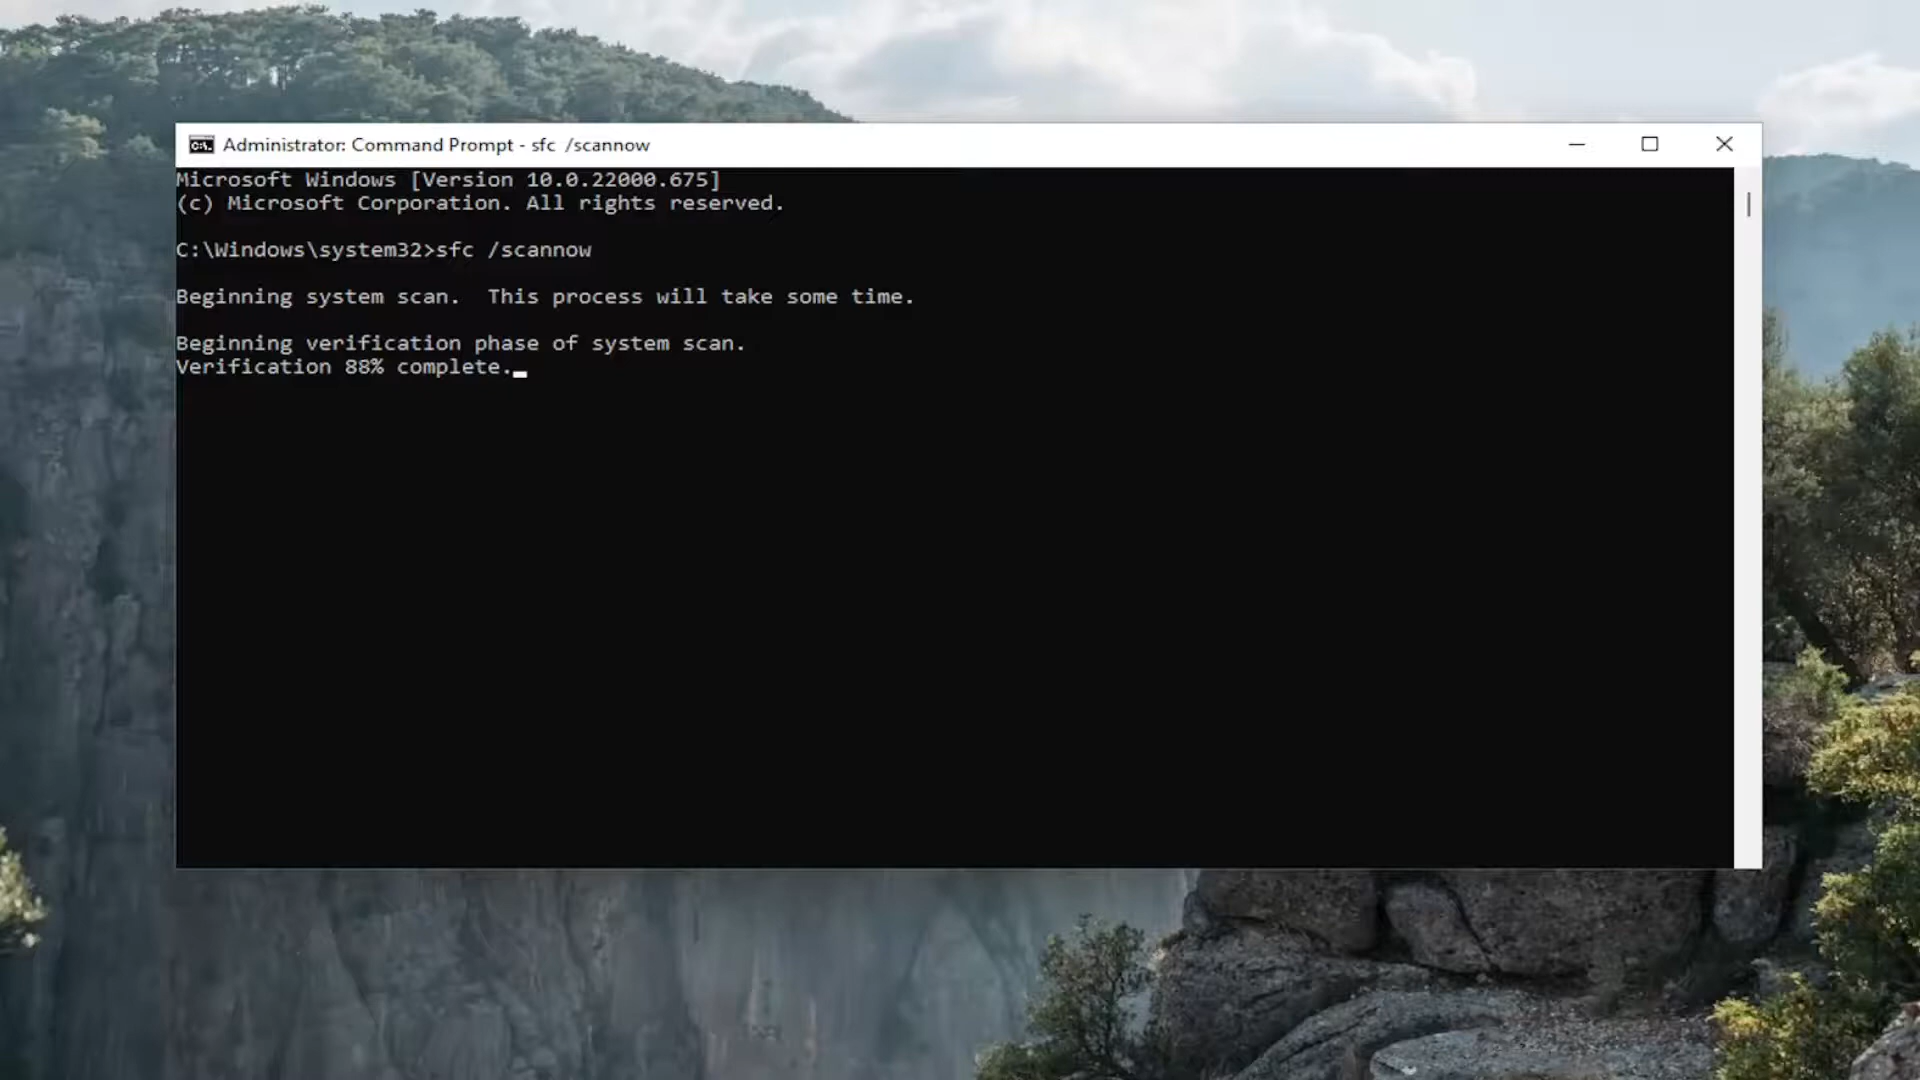 Administrator: Command Prompt - sfc  /scannow
Microsoft Windows [Version 10.0.22000.675]
(c) Microsoft Corporation. All rights reserved.
C:\Windows\system32>sfc /scannow
Beginning system scan.  This process will take some time.
Beginning verification phase of system scan.
Verification 88% complete.